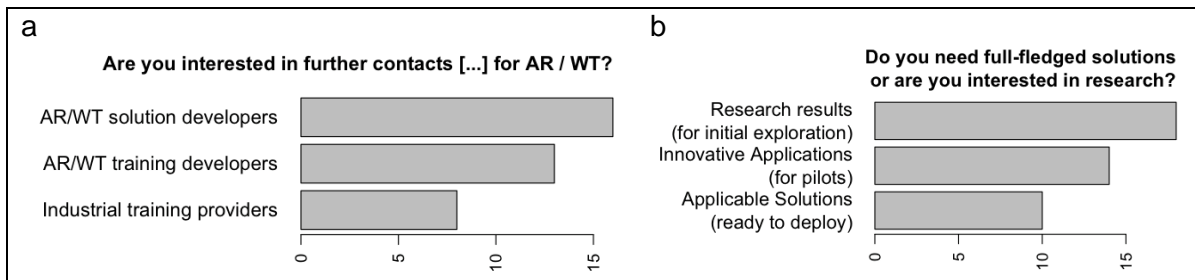 a
Are you interested in further contacts [...] for AR / WT?
AR/WT solution developers
AR/WT training developers
Industrial training providers
0
5
10
15
b
Do you need full-fledged solutions
or are you interested in research?
Research results
(for initial exploration)
Innovative Applications
(for pilots)
Applicable Solutions
(ready to deploy)
0
5
10
15